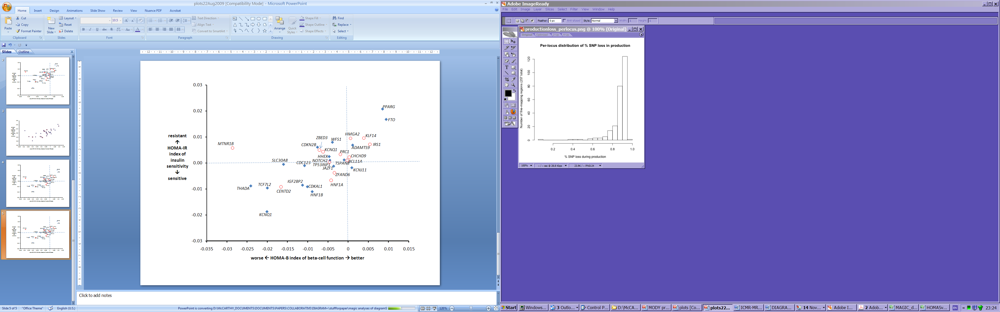 plots22Aug2009 [Compatibility Mode] - Microsoft PowerPoint
Home Insert Design Animations Slide Show Review View Nuance PDF Acrobat
Paste Cut Copy Format Painter
New Slide Layout Reset Delete
10.5
Text Direction Align Text Convert to SmartArt
Arrange Quick Styles Shape Fill Shape Outline Shape Effects
Find Replace Select
Clipboard Slides Font Paragraph Drawing Editing
Slides Outline
2
3
4
5
0.03
0.02
0.01
0.00
-0.01
-0.02
-0.03
resistant
↑
HOMA-IR
index of
insulin
sensitivity
↓
sensitive
PPARG
FTO
HMGA2
KLF14
ZBED3
WFS1
MTNR1B
CDKN2B
IRS1
ADAMTS9
KCNQ1
PRC1
HHEX
CHCHD9
SLC30A8
NOTCH2
BCL11A
CDC123
TSPAN8
TP53INP1
JAZF1
KCNJ11
ZFAND6
IGF2BP2
TCF7L2
HNF1A
THADA
CDKAL1
CENTD2
HNF1B
KCNQ1
-0.035 -0.03 -0.025 -0.02 -0.015 -0.01 -0.005 0 0.005 0.01 0.015
worse ← HOMA-B index of beta-cell function → better
Click to add notes
Slide 5 of 5 "Office Theme" English (U.S.) PowerPoint is converting D:\McCARTHY_DOCUMENTS\DOCUMENTS\PAPERS\COLLABORATIVE\DIAGRAM+\stuffforpaper\magic analyses of diagramS 120%
Adobe ImageReady
File Edit Image Layer Slices Select Filter View Window Help
Feather: 0 px Anti-aliased Style: Normal Width: 1 Height: 1
productionloss_perlocus.png @ 100% (Original)
Original Optimized 2-Up 4-Up
Per-locus distribution of % SNP loss in production
Number of fine-mapping regions (257 total)
120
100
80
60
40
20
0
0.2 0.4 0.6 0.8 1.0
% SNP loss during production
100% -- / -- sec @ 28.8 Kbps 23.9K / -- PNG-24
Start Windows... 3 Outlo... Control P... D:\McCA... MODY pr... plots [Co... plots22... ICMR-MR... DIAGRA... 14 Nov... Adobe I... 2 Adob... MAGIC_d... HOMASv... EN 23:24